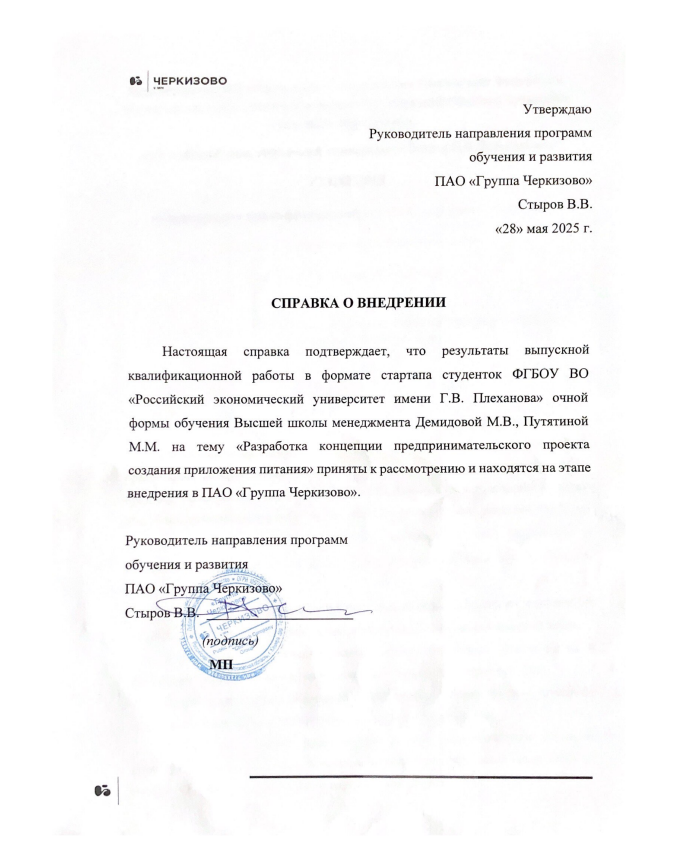 ЧЕРКИЗОВО
Утверждаю
Руководитель направления программ
обучения и развития
ПАО «Группа Черкизово»
Стыров В.В.
«28» мая 2025 г.
СПРАВКА О ВНЕДРЕНИИ
Настоящая справка подтверждает, что результаты выпускной
квалификационной работы в формате стартапа студенток ФГБОУ ВО
«Российский экономический университет имени Г.В. Плеханова» очной
формы обучения Высшей школы менеджмента Демидовой М.В., Путятиной
М.М. на тему «Разработка концепции предпринимательского проекта
создания приложения питания» приняты к рассмотрению и находятся на этапе
внедрения в ПАО «Группа Черкизово».
Руководитель направления программ
обучения и развития
ПАО «Группа Черкизово»
Стыров В.В.
ЧЕРКИЗОВО
(подпись)
МП